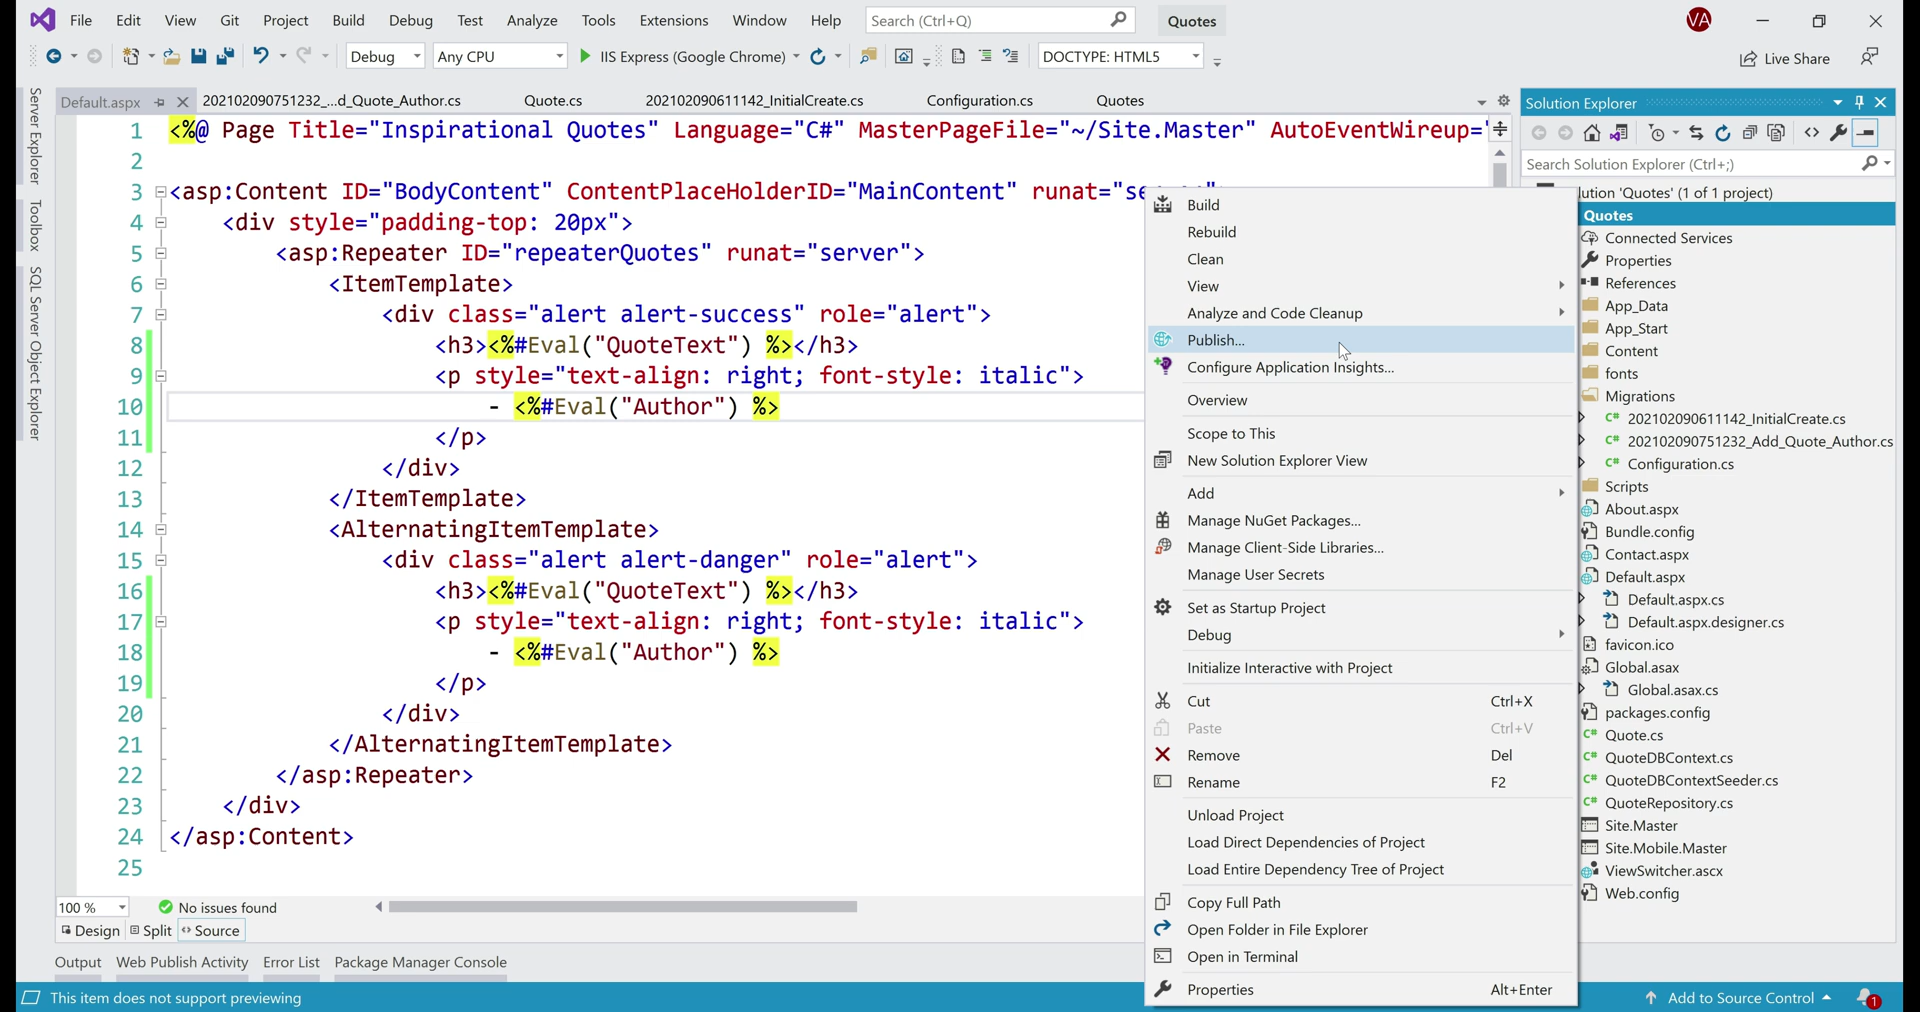 File Edit View Git Project Build Debug Test Analyze Tools Extensions Window Help Search (Ctrl+Q) Quotes VA
Debug Any CPU IIS Express (Google Chrome) DOCTYPE: HTML5 Live Share
Default.aspx 202102090751232_...d_Quote_Author.cs Quote.cs 202102090611142_InitialCreate.cs Configuration.cs Quotes
Server Explorer
Toolbox
SQL Server Object Explorer
1 <%@ Page Title="Inspirational Quotes" Language="C#" MasterPageFile="~/Site.Master" AutoEventWireup="
2
3 <asp:Content ID="BodyContent" ContentPlaceHolderID="MainContent" runat="server">
4 <div style="padding-top: 20px">
5 <asp:Repeater ID="repeaterQuotes" runat="server">
6 <ItemTemplate>
7 <div class="alert alert-success" role="alert">
8 <h3><%#Eval("QuoteText") %></h3>
9 <p style="text-align: right; font-style: italic">
10 - <%#Eval("Author") %>
11 </p>
12 </div>
13 </ItemTemplate>
14 <AlternatingItemTemplate>
15 <div class="alert alert-danger" role="alert">
16 <h3><%#Eval("QuoteText") %></h3>
17 <p style="text-align: right; font-style: italic">
18 - <%#Eval("Author") %>
19 </p>
20 </div>
21 </AlternatingItemTemplate>
22 </asp:Repeater>
23 </div>
24 </asp:Content>
25
100 % No issues found
Design Split Source
Output Web Publish Activity Error List Package Manager Console
This item does not support previewing
Build
Rebuild
Clean
View
Analyze and Code Cleanup
Publish...
Configure Application Insights...
Overview
Scope to This
New Solution Explorer View
Add
Manage NuGet Packages...
Manage Client-Side Libraries...
Manage User Secrets
Set as Startup Project
Debug
Initialize Interactive with Project
Cut Ctrl+X
Paste Ctrl+V
Remove Del
Rename F2
Unload Project
Load Direct Dependencies of Project
Load Entire Dependency Tree of Project
Copy Full Path
Open Folder in File Explorer
Open in Terminal
Properties Alt+Enter
Solution Explorer
Search Solution Explorer (Ctrl+;)
lution 'Quotes' (1 of 1 project)
Quotes
Connected Services
Properties
References
App_Data
App_Start
Content
fonts
Migrations
C# 202102090611142_InitialCreate.cs
C# 202102090751232_Add_Quote_Author.cs
C# Configuration.cs
Scripts
About.aspx
Bundle.config
Contact.aspx
Default.aspx
Default.aspx.cs
Default.aspx.designer.cs
favicon.ico
Global.asax
Global.asax.cs
packages.config
C# Quote.cs
C# QuoteDBContext.cs
C# QuoteDBContextSeeder.cs
C# QuoteRepository.cs
Site.Master
Site.Mobile.Master
ViewSwitcher.ascx
Web.config
Add to Source Control 1